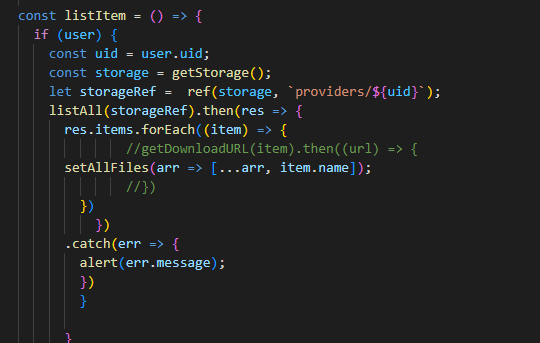 const listItem = () => {
if (user) {
const uid = user.uid;
const storage = getStorage();
let storageRef =  ref(storage, `providers/${uid}`);
listAll(storageRef).then(res => {
res.items.forEach((item) => {
//getDownloadURL(item).then((url) => {
setAllFiles(arr => [...arr, item.name]);
//})
})
})
.catch(err => {
alert(err.message);
})
}
}